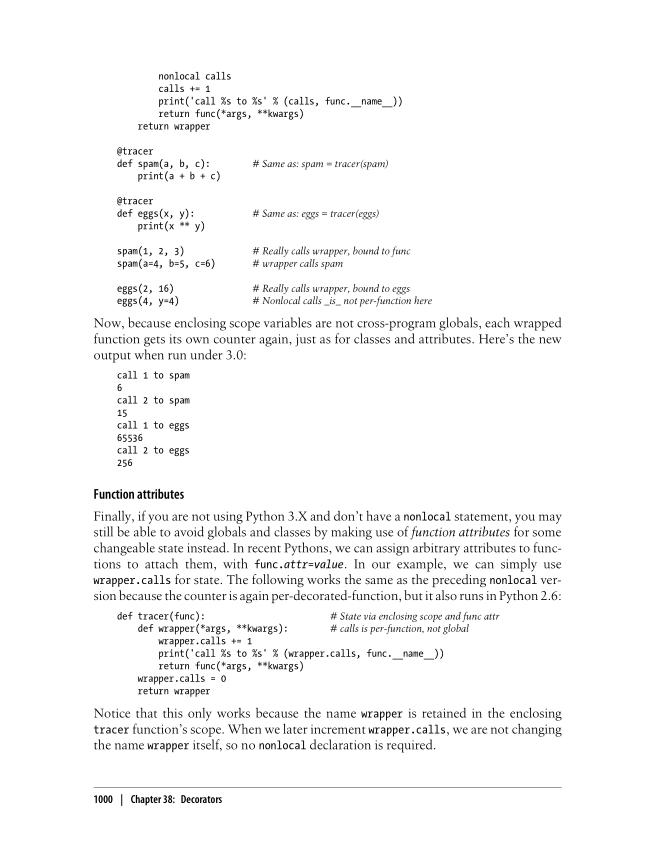 nonlocal calls
calls += 1
print('call %s to %s' % (calls, func.__name__))
return func(*args, **kwargs)
return wrapper
@tracer
def spam(a, b, c): # Same as: spam = tracer(spam)
print(a + b + c)
@tracer
def eggs(x, y): # Same as: eggs = tracer(eggs)
print(x ** y)
spam(1, 2, 3) # Really calls wrapper, bound to func
spam(a=4, b=5, c=6) # wrapper calls spam
eggs(2, 16) # Really calls wrapper, bound to eggs
eggs(4, y=4) # Nonlocal calls _is_ not per-function here
Now, because enclosing scope variables are not cross-program globals, each wrapped
function gets its own counter again, just as for classes and attributes. Here's the new
output when run under 3.0:
call 1 to spam
6
call 2 to spam
15
call 1 to eggs
65536
call 2 to eggs
256
Function attributes
Finally, if you are not using Python 3.X and don't have a nonlocal statement, you may
still be able to avoid globals and classes by making use of function attributes for some
changeable state instead. In recent Pythons, we can assign arbitrary attributes to func-
tions to attach them, with func.attr=value. In our example, we can simply use
wrapper.calls for state. The following works the same as the preceding nonlocal ver-
sion because the counter is again per-decorated-function, but it also runs in Python 2.6:
def tracer(func): # State via enclosing scope and func attr
def wrapper(*args, **kwargs): # calls is per-function, not global
wrapper.calls += 1
print('call %s to %s' % (wrapper.calls, func.__name__))
return func(*args, **kwargs)
wrapper.calls = 0
return wrapper
Notice that this only works because the name wrapper is retained in the enclosing
tracer function's scope. When we later increment wrapper.calls, we are not changing
the name wrapper itself, so no nonlocal declaration is required.
1000 | Chapter 38: Decorators